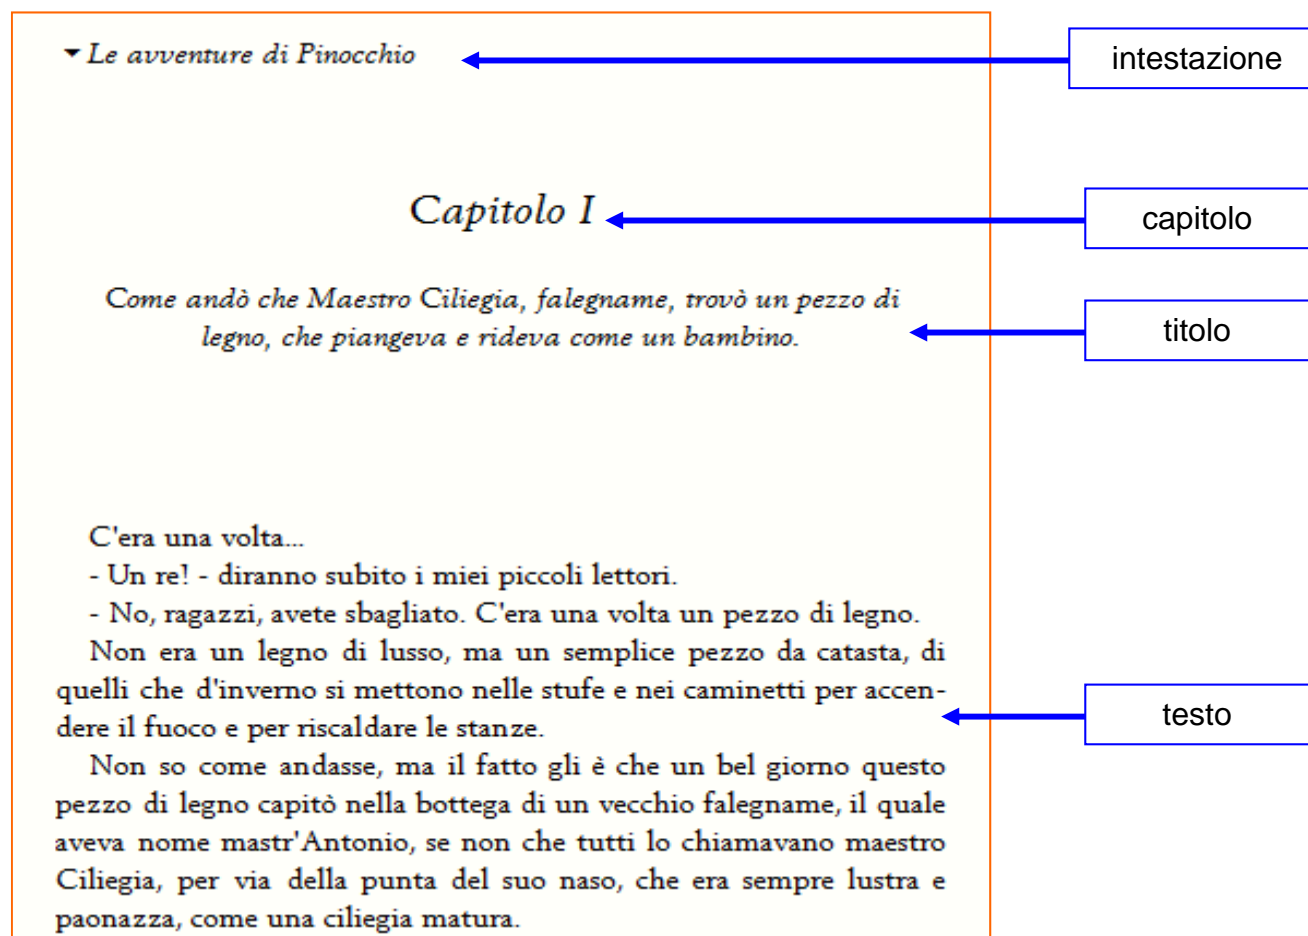 Le avventure di Pinocchio
intestazione
Capitolo I
capitolo
Come andò che Maestro Ciliegia, falegname, trovò un pezzo di
legno, che piangeva e rideva come un bambino.
titolo
C'era una volta...
- Un re! - diranno subito i miei piccoli lettori.
- No, ragazzi, avete sbagliato. C'era una volta un pezzo di legno.
Non era un legno di lusso, ma un semplice pezzo da catasta, di
quelli che d'inverno si mettono nelle stufe e nei caminetti per accen-
dere il fuoco e per riscaldare le stanze.
testo
Non so come andasse, ma il fatto gli è che un bel giorno questo
pezzo di legno capitò nella bottega di un vecchio falegname, il quale
aveva nome mastr'Antonio, se non che tutti lo chiamavano maestro
Ciliegia, per via della punta del suo naso, che era sempre lustra e
paonazza, come una ciliegia matura.